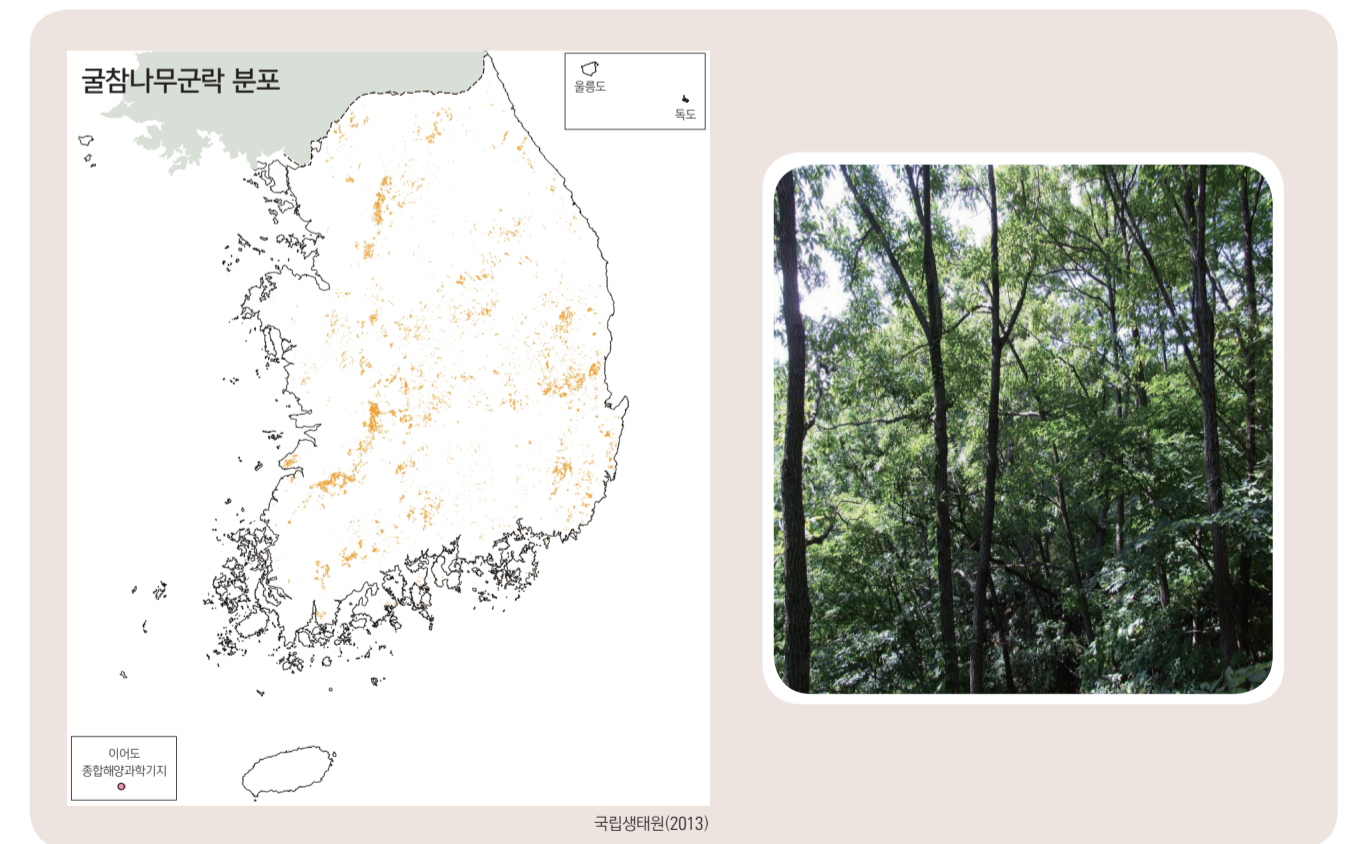 굴참나무군락 분포
울릉도
독도
이어도
종합해양과학기지
국립생태원(2013)